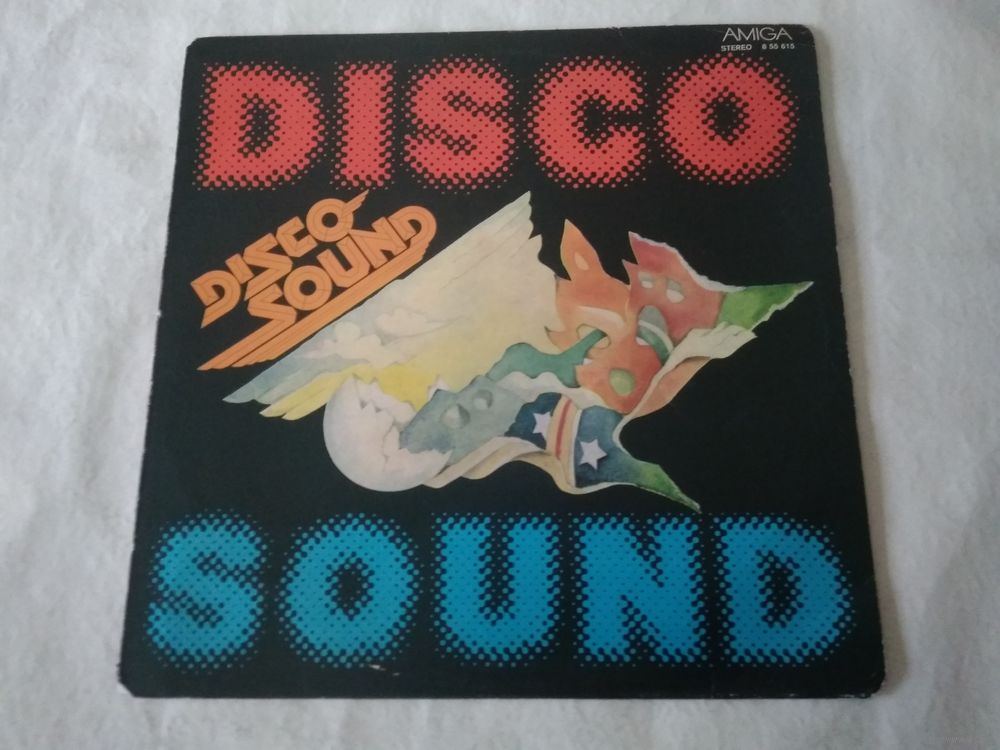 AMIGA
STEREO 8 55 615
DISCO
DISCO
SOUND
SOUND